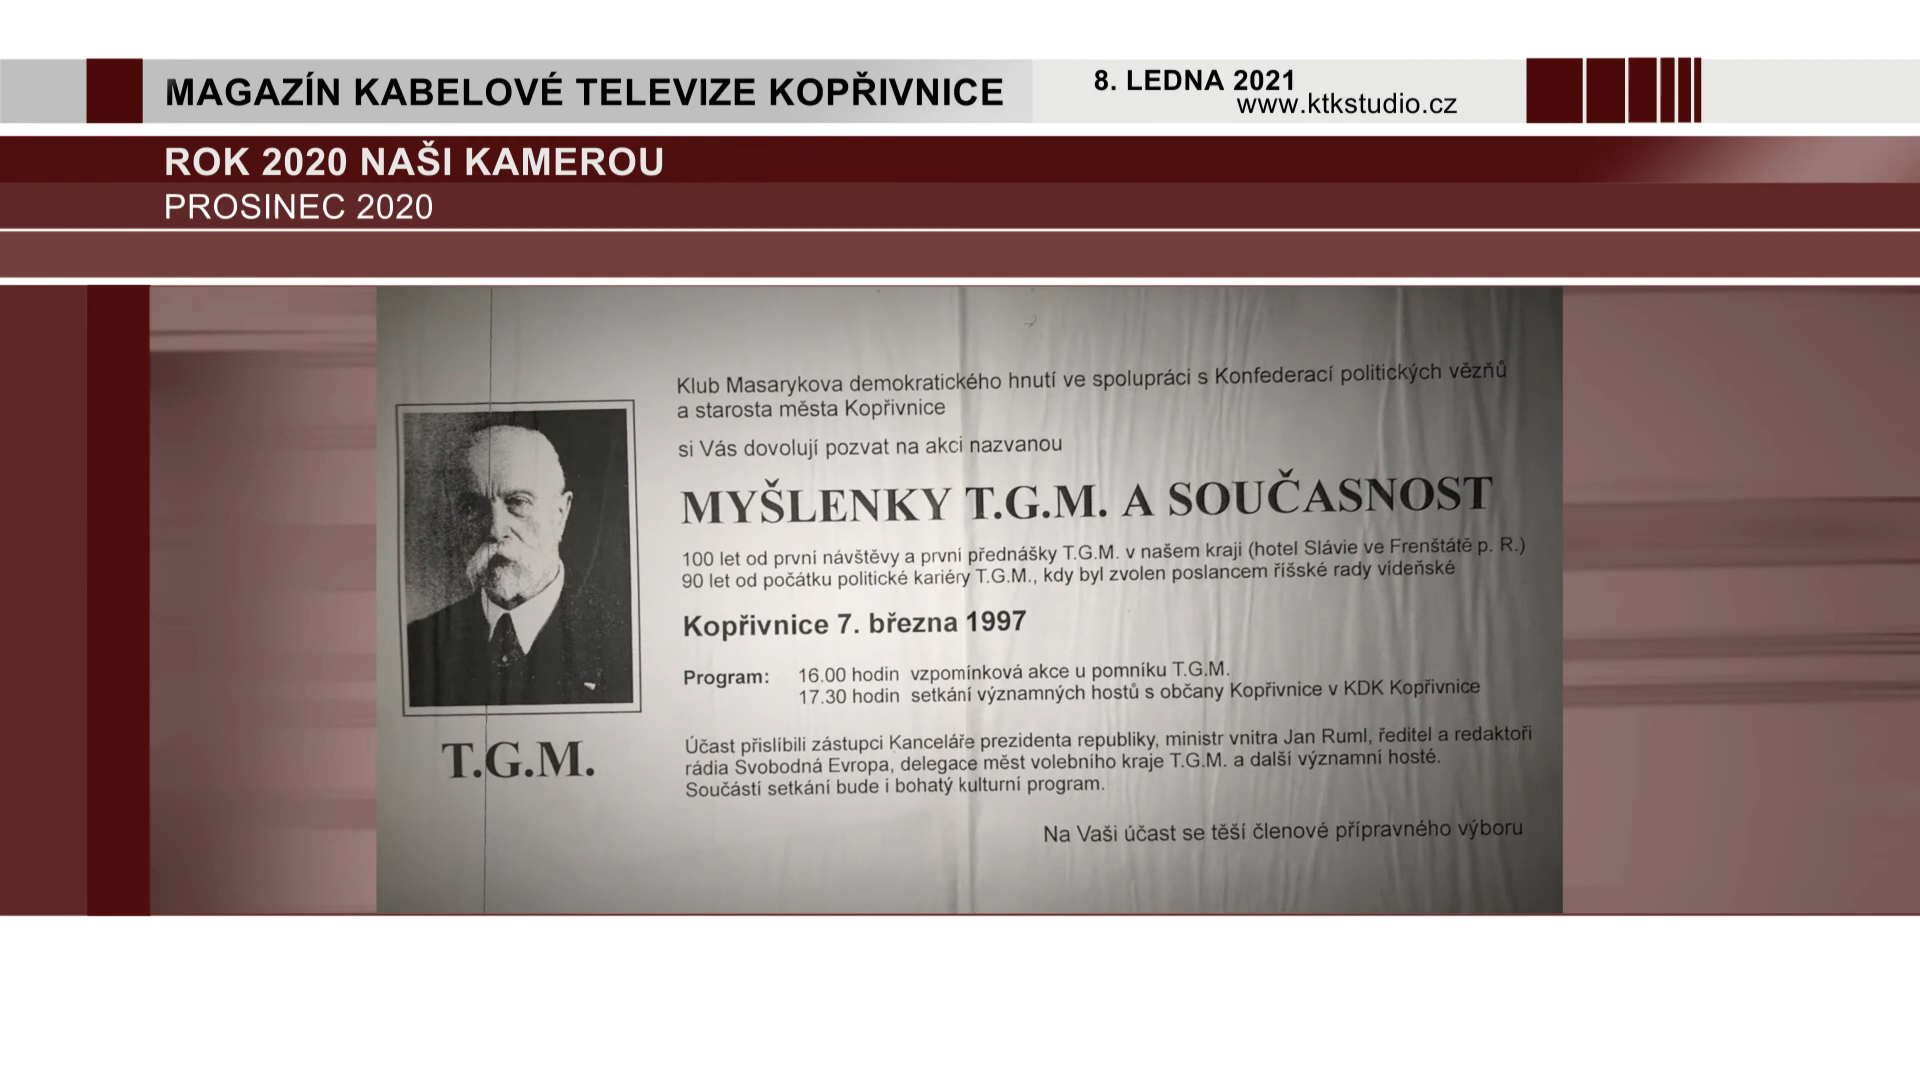 MAGAZÍN KABELOVÉ TELEVIZE KOPŘIVNICE
8. LEDNA 2021
www.ktkstudio.cz
ROK 2020 NAŠI KAMEROU
PROSINEC 2020
Klub Masarykova demokratického hnutí ve spolupráci s Konfederací politických vězňů
a starosta města Kopřivnice
si Vás dovolují pozvat na akci nazvanou
MYŠLENKY T.G.M. A SOUČASNOST
100 let od první návštěvy a první přednášky T.G.M. v našem kraji (hotel Slávie ve Frenštátě p. R.)
90 let od počátku politické kariéry T.G.M., kdy byl zvolen poslancem říšské rady vídeňské
Kopřivnice 7. března 1997
Program: 16.00 hodin vzpomínková akce u pomníku T.G.M.
17.30 hodin setkání významných hostů s občany Kopřivnice v KDK Kopřivnice
T.G.M.
Účast přislíbili zástupci Kanceláře prezidenta republiky, ministr vnitra Jan Ruml, ředitel a redaktoři
rádia Svobodná Evropa, delegace měst volebního kraje T.G.M. a další významní hosté.
Součástí setkání bude i bohatý kulturní program.
Na Vaši účast se těší členové přípravného výboru